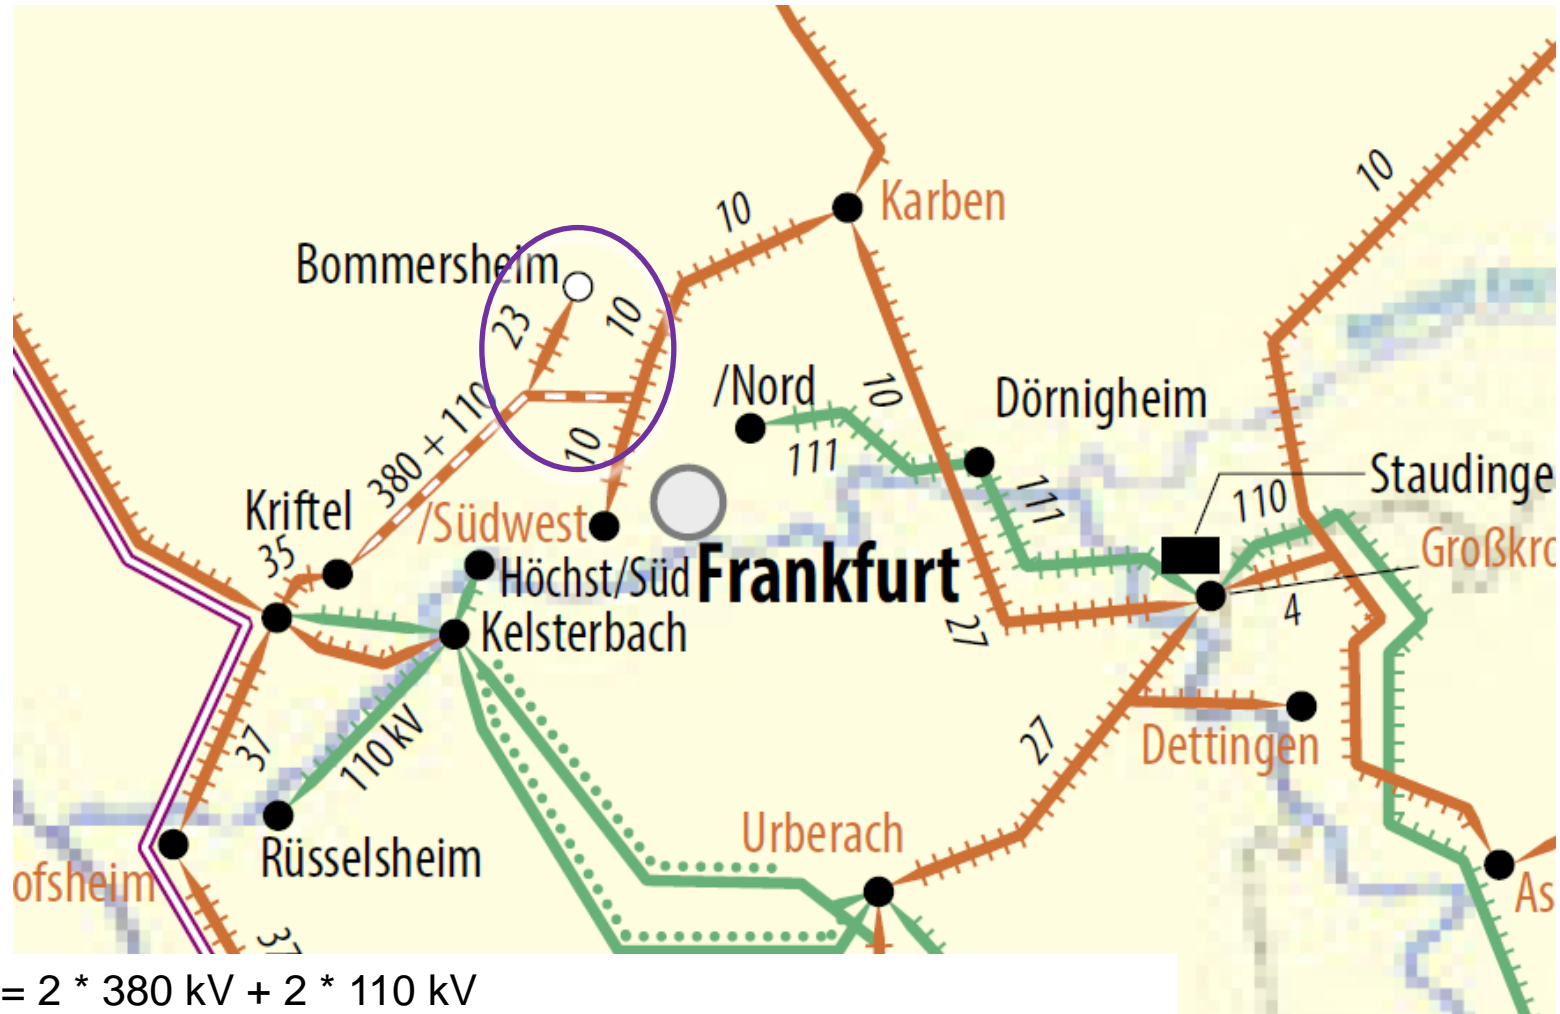 10
10
Karben
Bommersheim
23
10
/Nord
10
Dörnigheim
380 + 110
10
111
111
Staudinge
110
Kriftel
/Südwest
Großkro
35
Höchst/Süd
Frankfurt
4
Kelsterbach
27
37
110 kV
27
Dettingen
Urberach
Rüsselsheim
ofsheim
As
37
= 2 * 380 kV + 2 * 110 kV